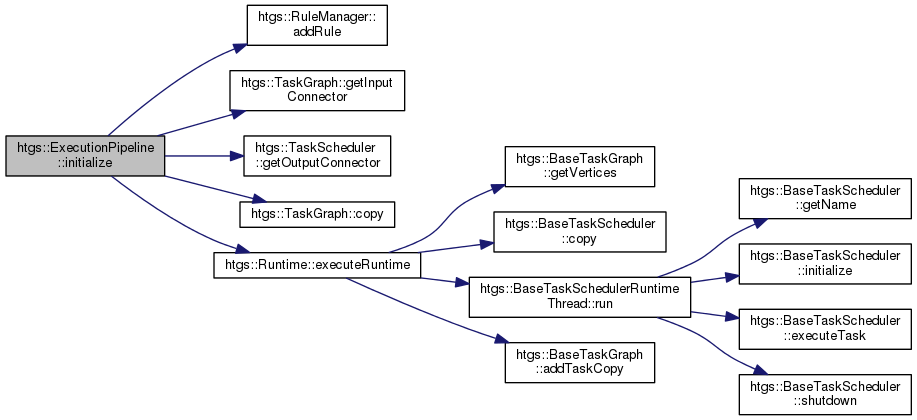 htgs::ExecutionPipeline
::initialize
htgs::RuleManager::
addRule
htgs::TaskGraph::getInput
Connector
htgs::TaskScheduler
::getOutputConnector
htgs::TaskGraph::copy
htgs::Runtime::executeRuntime
htgs::BaseTaskGraph
::getVertices
htgs::BaseTaskScheduler
::copy
htgs::BaseTaskSchedulerRuntime
Thread::run
htgs::BaseTaskGraph
::addTaskCopy
htgs::BaseTaskScheduler
::getName
htgs::BaseTaskScheduler
::initialize
htgs::BaseTaskScheduler
::executeTask
htgs::BaseTaskScheduler
::shutdown